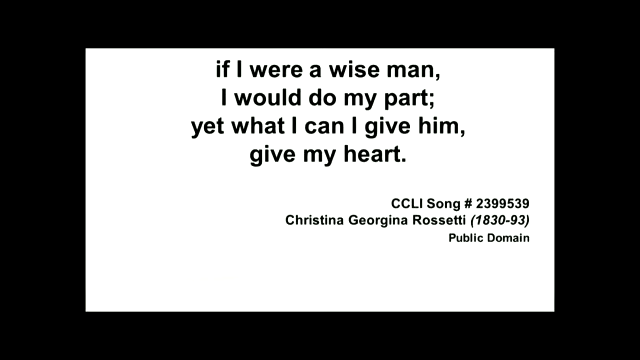 if I were a wise man,
I would do my part;
yet what I can I give him,
give my heart.
CCLI Song # 2399539
Christina Georgina Rossetti (1830-93)
Public Domain